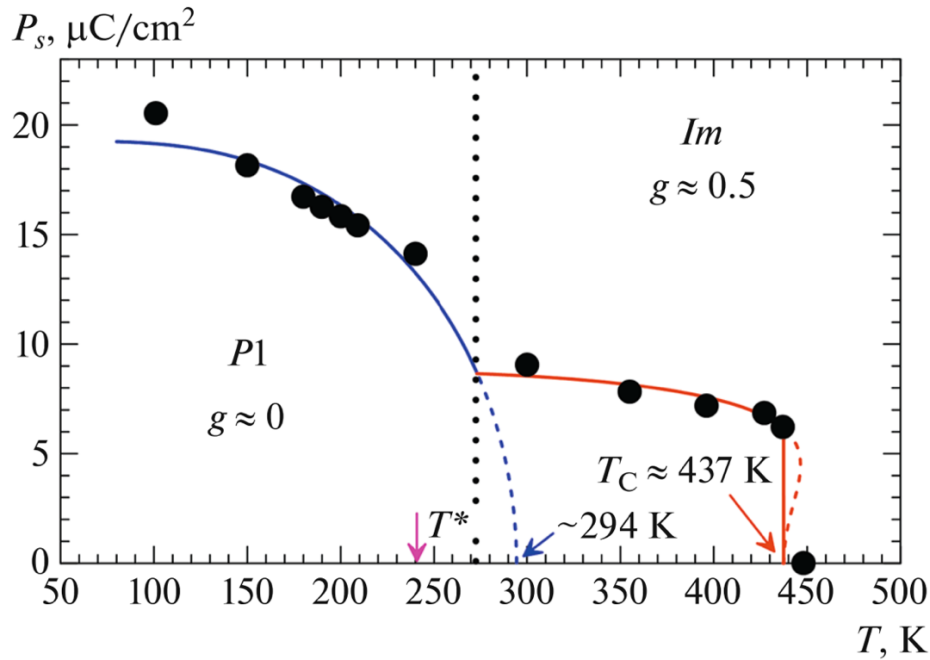 Pₛ, μC/cm²
20
15
10
5
0
Im
g ≈ 0.5
P1
g ≈ 0
T_C ≈ 437 K
T*
~294 K
50 100 150 200 250 300 350 400 450 500
T, K